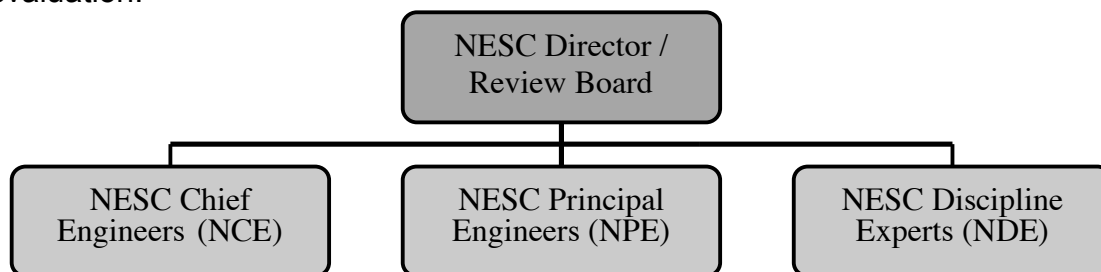 NESC Director /
Review Board
NESC Chief
Engineers (NCE)
NESC Principal
Engineers (NPE)
NESC Discipline
Experts (NDE)